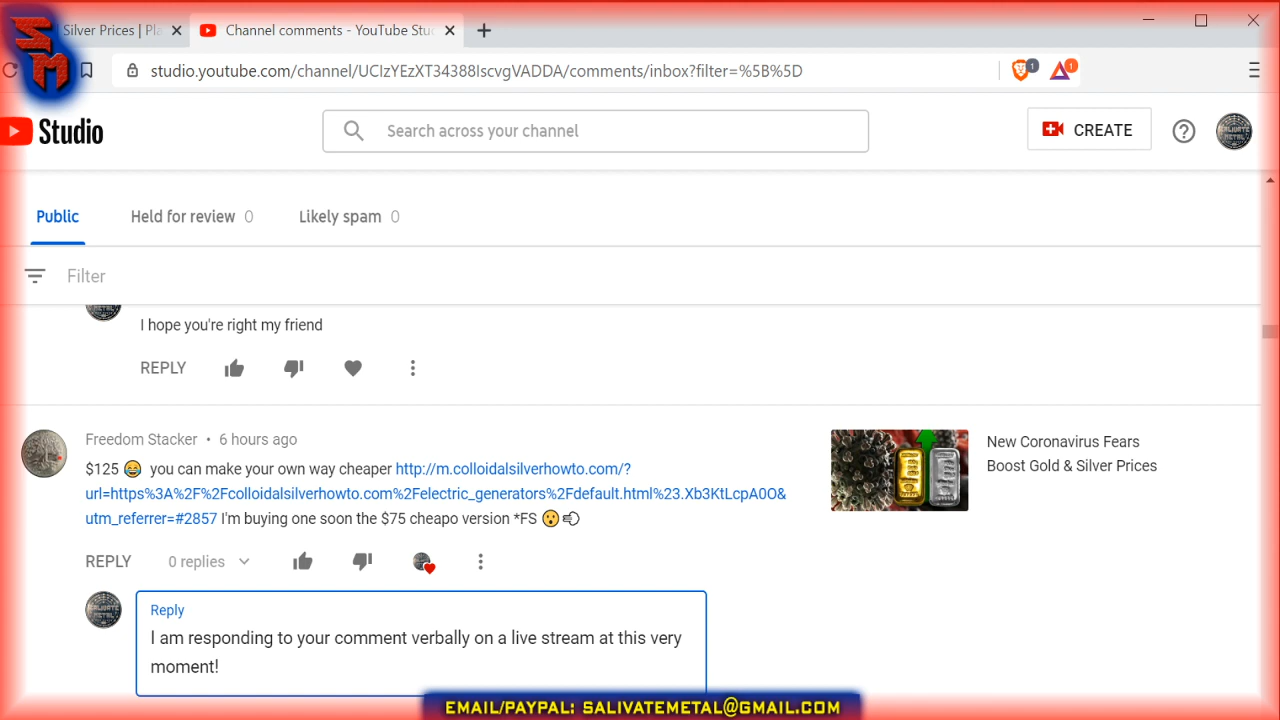 SM
Silver Prices | Pla
Channel comments - YouTube Stu
studio.youtube.com/channel/UCIzYEzXT34388IscvgVADDA/comments/inbox?filter=%5B%5D
1
1
Studio
Search across your channel
CREATE
Public
Held for review 0
Likely spam 0
Filter
I hope you're right my friend
REPLY
Freedom Stacker • 6 hours ago
$125 😂 you can make your own way cheaper http://m.colloidalsilverhowto.com/?
url=https%3A%2F%2Fcolloidalsilverhowto.com%2Felectric_generators%2Fdefault.html%23.Xb3KtLcpA0O&
utm_referrer=#2857 I'm buying one soon the $75 cheapo version *FS 😮💨
New Coronavirus Fears
Boost Gold & Silver Prices
REPLY
0 replies
Reply
I am responding to your comment verbally on a live stream at this very
moment!
EMAIL/PAYPAL: SALIVATEMETAL@GMAIL.COM